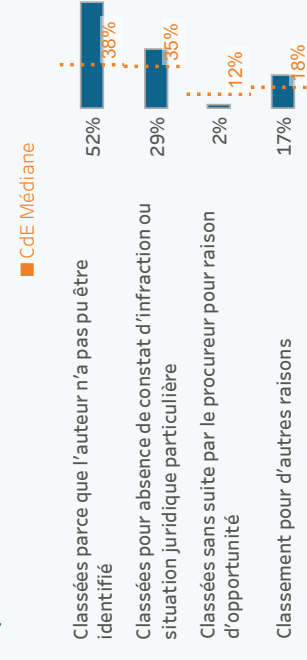 CdE Médiane
Classées parce que l'auteur n'a pas pu être
identifié
52%
38%
Classées pour absence de constat d'infraction ou
situation juridique particulière
29%
35%
Classées sans suite par le procureur pour raison
d'opportunité
2%
12%
Classement pour d'autres raisons
17%
18%